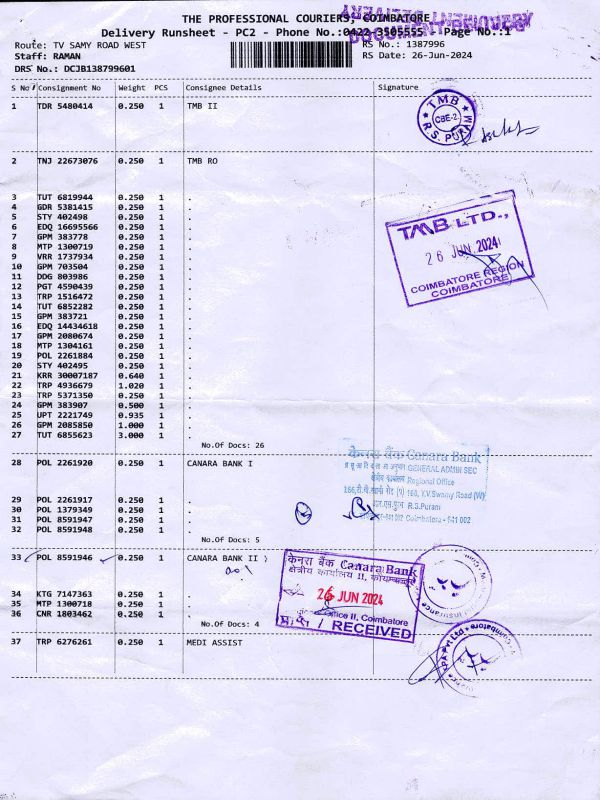 THE PROFESSIONAL COURIERS, COIMBATORE
Delivery Runsheet - PC2 - Phone No.:0422-3505555 - Page No.:1
Route: TV SAMY ROAD WEST
RS No.: 1387996
Staff: RAMAN
RS Date: 26-Jun-2024
DRS No.: DCJB138799601
S No Consignment No Weight PCS Consignee Details Signature
1 TDR 5480414 0.250 1 TMB II
TMB
CBE-2
R.S. PURAM
2 TNJ 22673076 0.250 1 TMB RO
3 TUT 6819944 0.250 1 .
4 GDR 5381415 0.250 1 .
5 STY 402498 0.250 1 .
6 EDQ 16695566 0.250 1 .
7 GPM 383778 0.250 1 .
8 MTP 1300719 0.250 1 .
9 VRR 1737934 0.250 1 .
10 GPM 703504 0.250 1 .
11 DDG 803986 0.250 1 .
12 PGT 4590439 0.250 1 .
13 TRP 1516472 0.250 1 .
14 TUT 6852282 0.250 1 .
15 GPM 383721 0.250 1 .
16 EDQ 14434618 0.250 1 .
17 GPM 2080674 0.250 1 .
18 MTP 1304161 0.250 1 .
19 POL 2261884 0.250 1 .
20 STY 402495 0.250 1 .
21 KRR 30007187 0.640 1 .
22 TRP 4936679 1.020 1 .
23 TRP 5371350 0.250 1 .
24 GPM 383907 0.500 1 .
25 UPT 2221749 0.935 1 .
26 GPM 2085850 1.000 1 .
27 TUT 6855623 3.000 1 .
TMB LTD.,
26 JUN 2024
COIMBATORE REGION
COIMBATORE
No.Of Docs: 26
28 POL 2261920 0.250 1 CANARA BANK I
केनरा बैंक Canara Bank
GENERAL ADMIN SEC
Regional Office
Y.V.Swamy Road (W)
R.S.Puram
Coimbatore - 641 002
29 POL 2261917 0.250 1 .
30 POL 1379349 0.250 1 .
31 POL 8591947 0.250 1 .
32 POL 8591948 0.250 1 .
No.Of Docs: 5
33 POL 8591946 0.250 1 CANARA BANK II
केनरा बैंक Canara Bank
क्षेत्रीय कार्यालय II, कोयम्बत्तूर
26 JUN 2024
Office II, Coimbatore
/ RECEIVED
34 KTG 7147363 0.250 1 .
35 MTP 1300718 0.250 1 .
36 CNR 1803462 0.250 1 .
No.Of Docs: 4
37 TRP 6276261 0.250 1 MEDI ASSIST